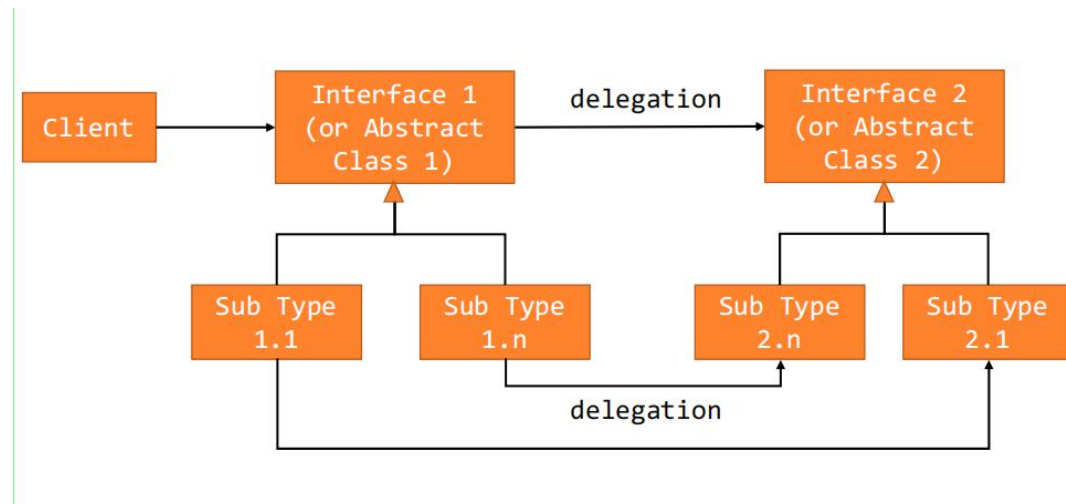 Client
Interface 1
(or Abstract
Class 1)
delegation
Interface 2
(or Abstract
Class 2)
Sub Type
1.1
Sub Type
1.n
Sub Type
2.n
Sub Type
2.1
delegation